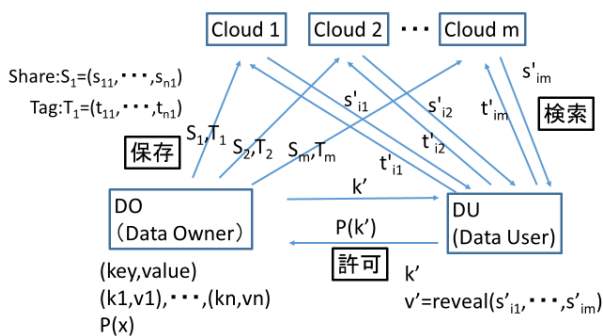 Cloud 1
Cloud 2
・・・
Cloud m
Share:S₁=(s₁₁,・・・,sₙ₁)
Tag:T₁=(t₁₁,・・・,tₙ₁)
保存
S₁,T₁
S₂,T₂
Sₘ,Tₘ
s'ᵢ₁
t'ᵢ₁
s'ᵢ₂
t'ᵢ₂
s'ᵢₘ
t'ᵢₘ
検索
DO
（Data Owner）
k’
P(k’)
許可
DU
(Data User)
(key,value)
(k1,v1),・・・,(kn,vn)
P(x)
k’
v’=reveal(s’ᵢ₁,・・・,s’ᵢₘ)